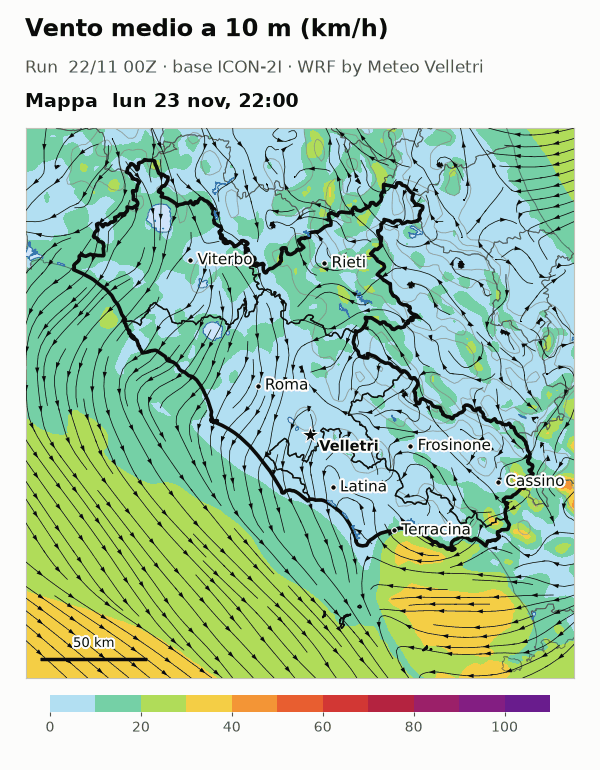 Vento medio a 10 m (km/h)
Run  22/11 00Z · base ICON-2I · WRF by Meteo Velletri
Mappa  lun 23 nov, 22:00
Viterbo
Rieti
Roma
Velletri
Frosinone
Cassino
Latina
Terracina
50 km
0 20 40 60 80 100